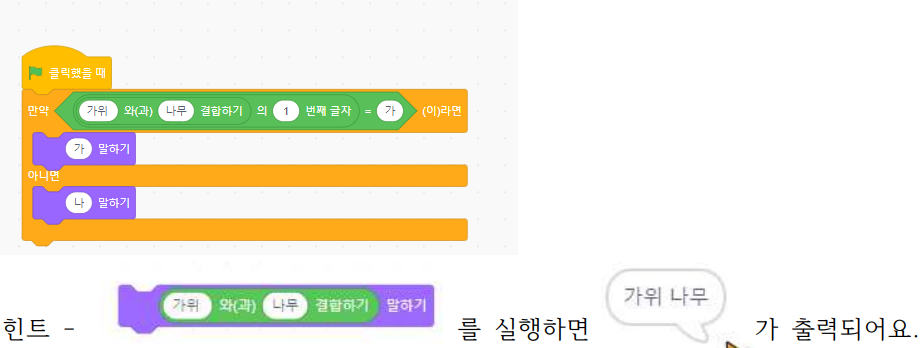 클릭했을 때
만약 가위 와(과) 나무 결합하기 의 1 번째 글자 = 가 (이)라면
가 말하기
아니면
나 말하기
힌트 - 가위 와(과) 나무 결합하기 말하기 를 실행하면 가위 나무 가 출력되어요.